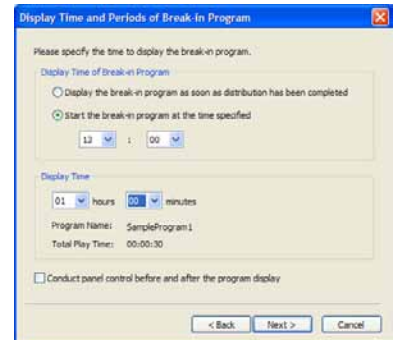 Display Time and Periods of Break-in Program
Please specify the time to display the break-in program.
Display Time of Break-in Program
Display the break-in program as soon as distribution has been completed
Start the break-in program at the time specified
12 : 00
Display Time
01 hours 00 minutes
Program Name: SampleProgram1
Total Play Time: 00:00:30
Conduct panel control before and after the program display
< Back Next > Cancel